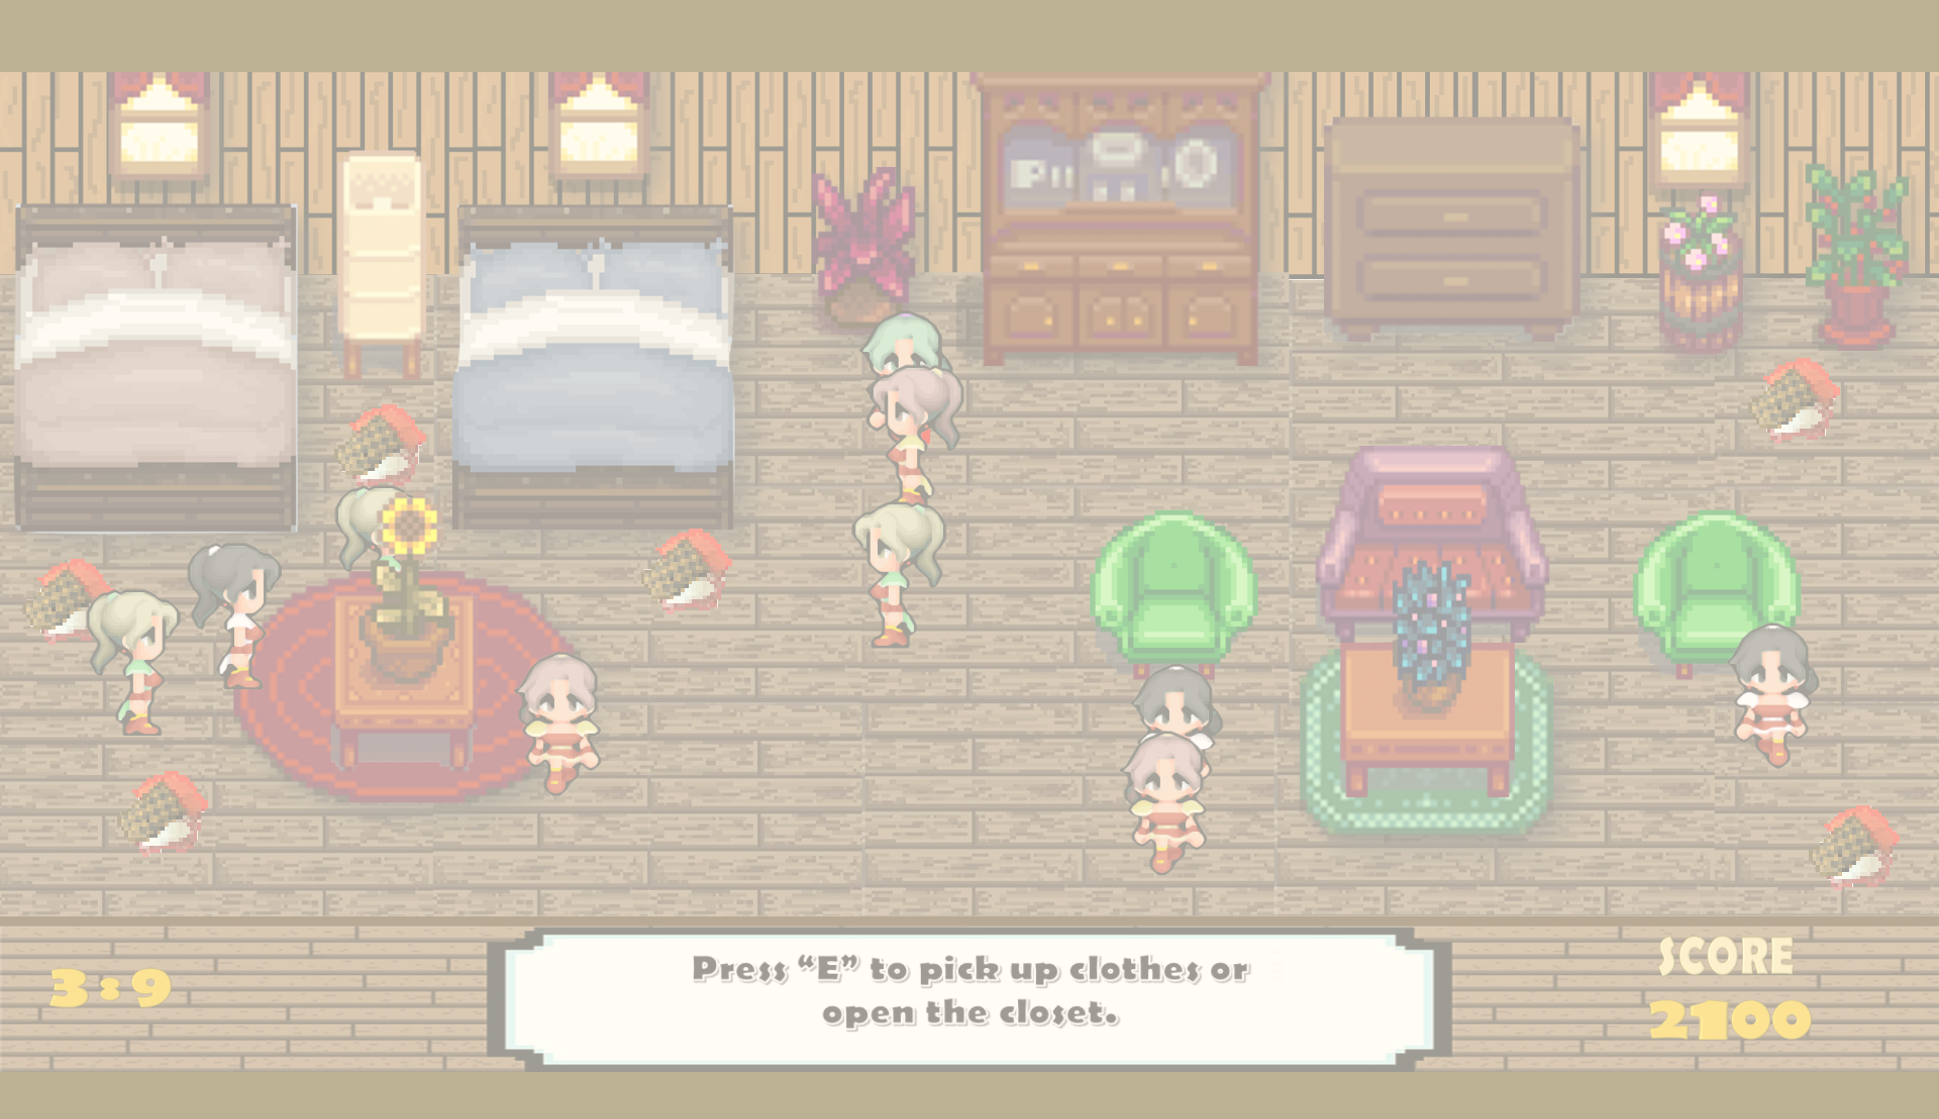 Press “E” to pick up clothes or
open the closet.
3:9
SCORE
2100